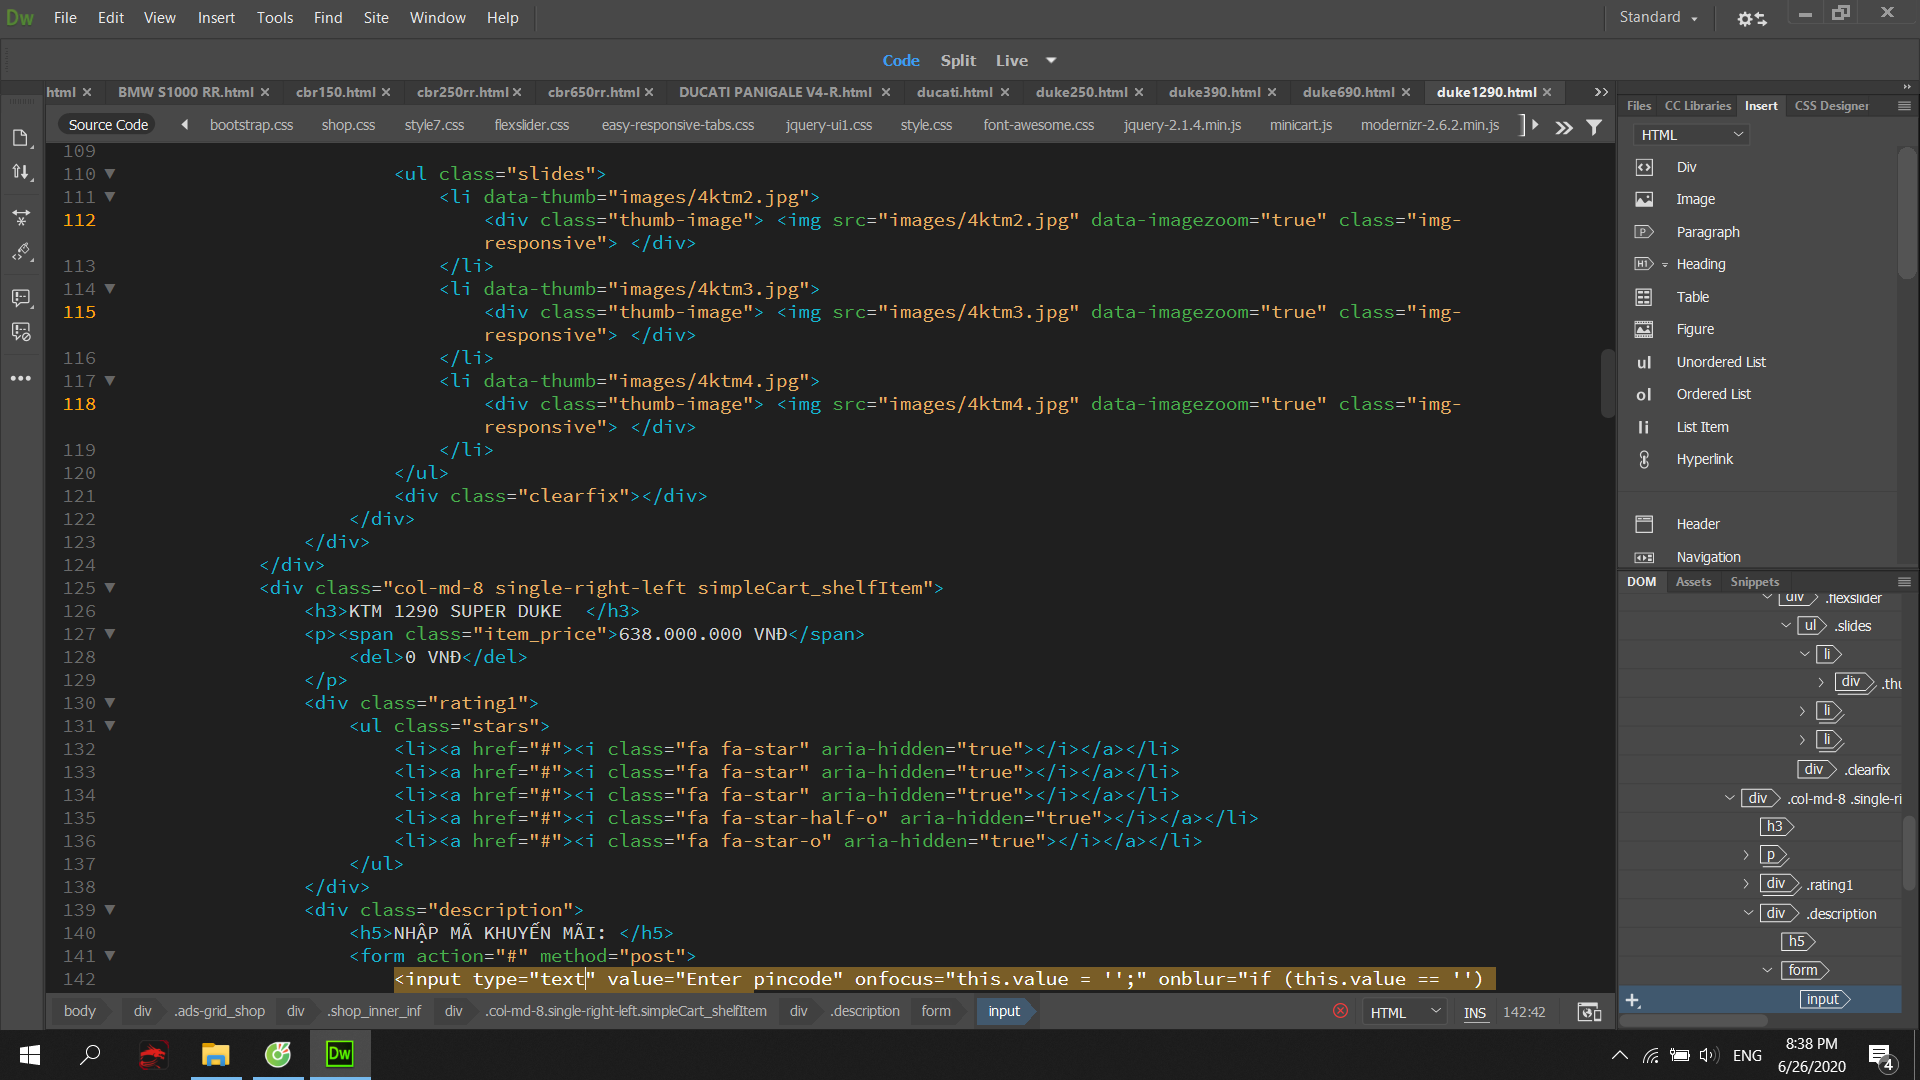 Dw File Edit View Insert Tools Find Site Window Help Standard
Code Split Live
html BMW S1000 RR.html cbr150.html cbr250rr.html cbr650rr.html DUCATI PANIGALE V4-R.html ducati.html duke250.html duke390.html duke690.html duke1290.html
Source Code bootstrap.css shop.css style7.css flexslider.css easy-responsive-tabs.css jquery-ui1.css style.css font-awesome.css jquery-2.1.4.min.js minicart.js modernizr-2.6.2.min.js
109
110 <ul class="slides">
111 <li data-thumb="images/4ktm2.jpg">
112 <div class="thumb-image"> <img src="images/4ktm2.jpg" data-imagezoom="true" class="img-
responsive"> </div>
113 </li>
114 <li data-thumb="images/4ktm3.jpg">
115 <div class="thumb-image"> <img src="images/4ktm3.jpg" data-imagezoom="true" class="img-
responsive"> </div>
116 </li>
117 <li data-thumb="images/4ktm4.jpg">
118 <div class="thumb-image"> <img src="images/4ktm4.jpg" data-imagezoom="true" class="img-
responsive"> </div>
119 </li>
120 </ul>
121 <div class="clearfix"></div>
122 </div>
123 </div>
124 </div>
125 <div class="col-md-8 single-right-left simpleCart_shelfItem">
126 <h3>KTM 1290 SUPER DUKE  </h3>
127 <p><span class="item_price">638.000.000 VNĐ</span>
128 <del>0 VNĐ</del>
129 </p>
130 <div class="rating1">
131 <ul class="stars">
132 <li><a href="#"><i class="fa fa-star" aria-hidden="true"></i></a></li>
133 <li><a href="#"><i class="fa fa-star" aria-hidden="true"></i></a></li>
134 <li><a href="#"><i class="fa fa-star" aria-hidden="true"></i></a></li>
135 <li><a href="#"><i class="fa fa-star-half-o" aria-hidden="true"></i></a></li>
136 <li><a href="#"><i class="fa fa-star-o" aria-hidden="true"></i></a></li>
137 </ul>
138 </div>
139 <div class="description">
140 <h5>NHẬP MÃ KHUYẾN MÃI: </h5>
141 <form action="#" method="post">
142 <input type="text" value="Enter pincode" onfocus="this.value = '';" onblur="if (this.value == '')
body div .ads-grid_shop div .shop_inner_inf div .col-md-8.single-right-left.simpleCart_shelfItem div .description form input HTML INS 142:42
Files CC Libraries Insert CSS Designer
HTML
Div
Image
Paragraph
H1 Heading
Table
Figure
ul Unordered List
ol Ordered List
li List Item
Hyperlink
Header
Navigation
DOM Assets Snippets
div .flexslider
ul .slides
li
div .thu
li
li
div .clearfix
div .col-md-8 .single-ri
h3
p
div .rating1
div .description
h5
form
input
Dw
ENG
8:38 PM
6/26/2020
4